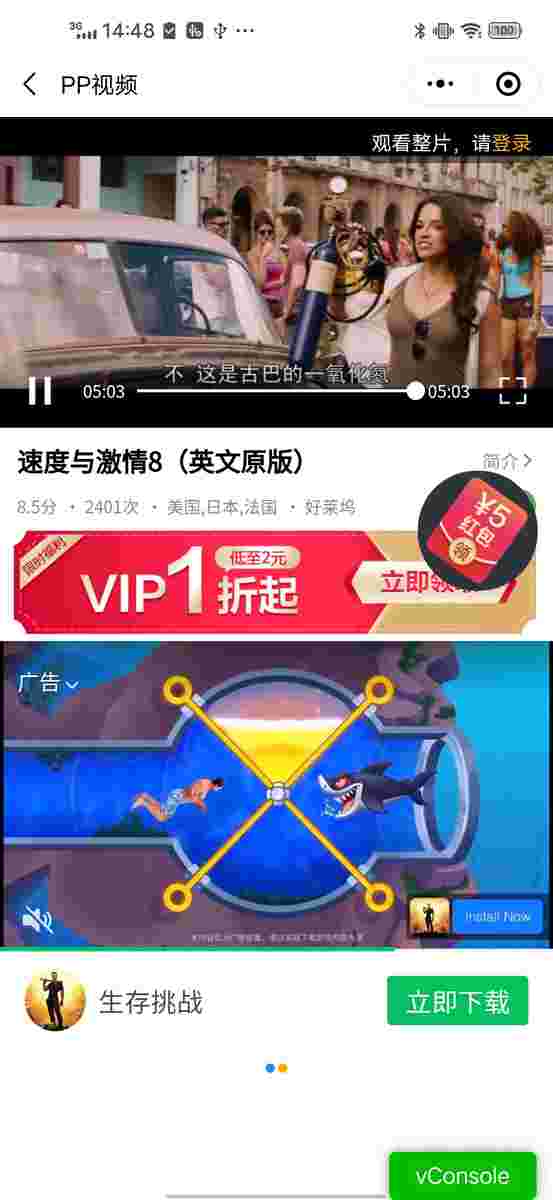 3G 14:48 100
PP视频
观看整片，请登录
不 这是古巴的一氧化氮
05:03 05:03
速度与激情8（英文原版）
简介
8.5分 · 2401次 · 美国,日本,法国 · 好莱坞
¥5
红包
领
限时福利
低至2元
VIP1折起
立即领
广告
Install Now
生存挑战
立即下载
vConsole